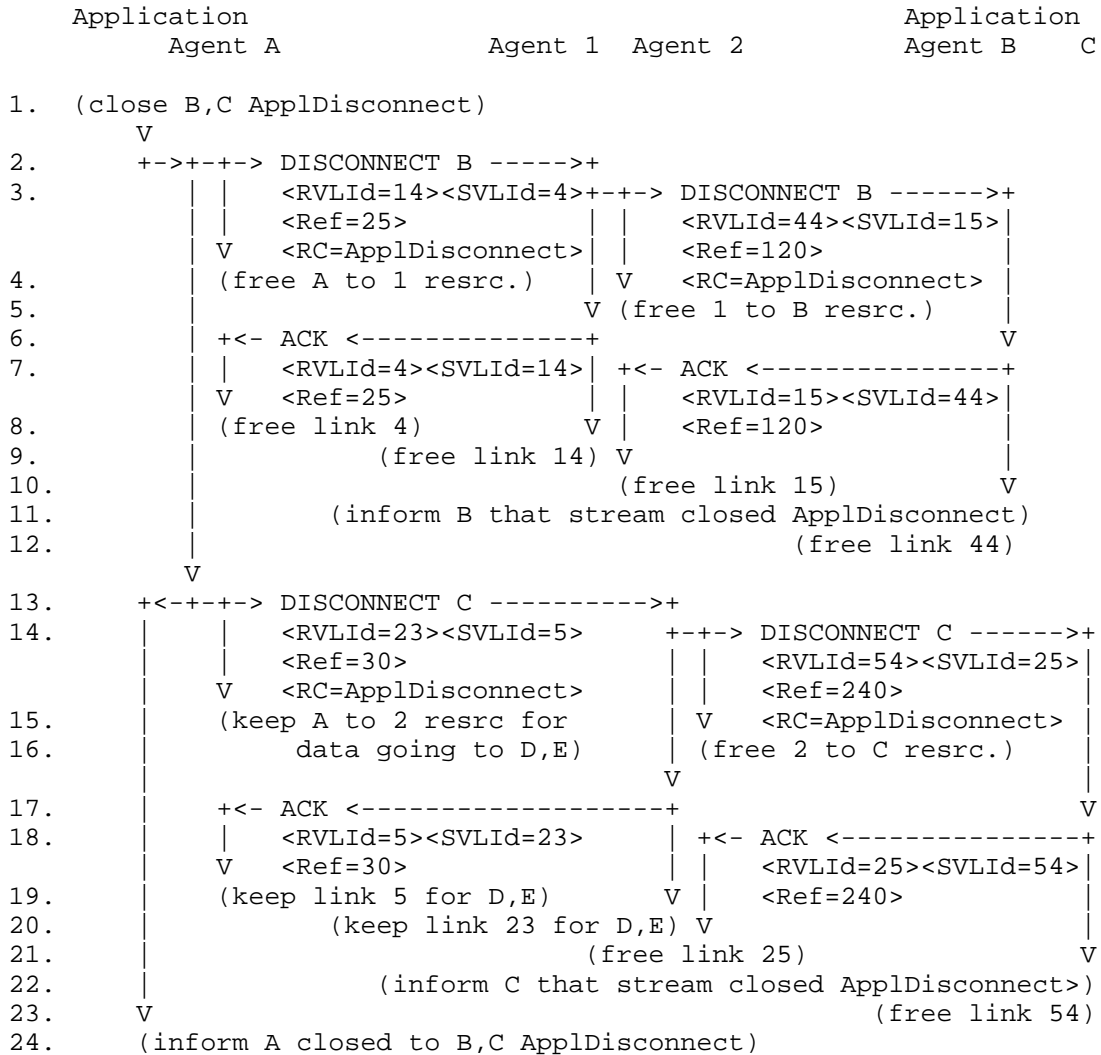 Application                                         Application
          Agent A             Agent 1  Agent 2          Agent B    C

1.  (close B,C ApplDisconnect)
        V
2.      +->+-+-> DISCONNECT B ----->+
3.         | |   <RVLId=14><SVLId=4>+-+-> DISCONNECT B ------>+
           | |   <Ref=25>           | |   <RVLId=44><SVLId=15>|
           | V   <RC=ApplDisconnect>| |   <Ref=120>           |
4.         | (free A to 1 resrc.)   | V   <RC=ApplDisconnect> |
5.         |                        V (free 1 to B resrc.)    |
6.         | +<- ACK <--------------+                         V
7.         | |   <RVLId=4><SVLId=14>| +<- ACK <---------------+
           | V   <Ref=25>           | |   <RVLId=15><SVLId=44>|
8.         | (free link 4)          V |   <Ref=120>           |
9.         |           (free link 14) V                       |
10.        |                          (free link 15)          V
11.        |        (inform B that stream closed ApplDisconnect)
12.        |                                     (free link 44)
           V
13.     +<-+-+-> DISCONNECT C ---------->+
14.     |    |   <RVLId=23><SVLId=5>     +-+-> DISCONNECT C ------>+
        |    |   <Ref=30>                | |   <RVLId=54><SVLId=25>|
        |    V   <RC=ApplDisconnect>     | |   <Ref=240>           |
15.     |    (keep A to 2 resrc for      | V   <RC=ApplDisconnect> |
16.     |         data going to D,E)     | (free 2 to C resrc.)    |
        |                                V                         |
17.     |    +<- ACK <-------------------+                         V
18.     |    |   <RVLId=5><SVLId=23>     | +<- ACK <---------------+
        |    V   <Ref=30>                | |   <RVLId=25><SVLId=54>|
19.     |    (keep link 5 for D,E)       V |   <Ref=240>           |
20.     |           (keep link 23 for D,E) V                       |
21.     |                           (free link 25)                 V
22.     |              (inform C that stream closed ApplDisconnect>)
23.     V                                            (free link 54)
24.     (inform A closed to B,C ApplDisconnect)